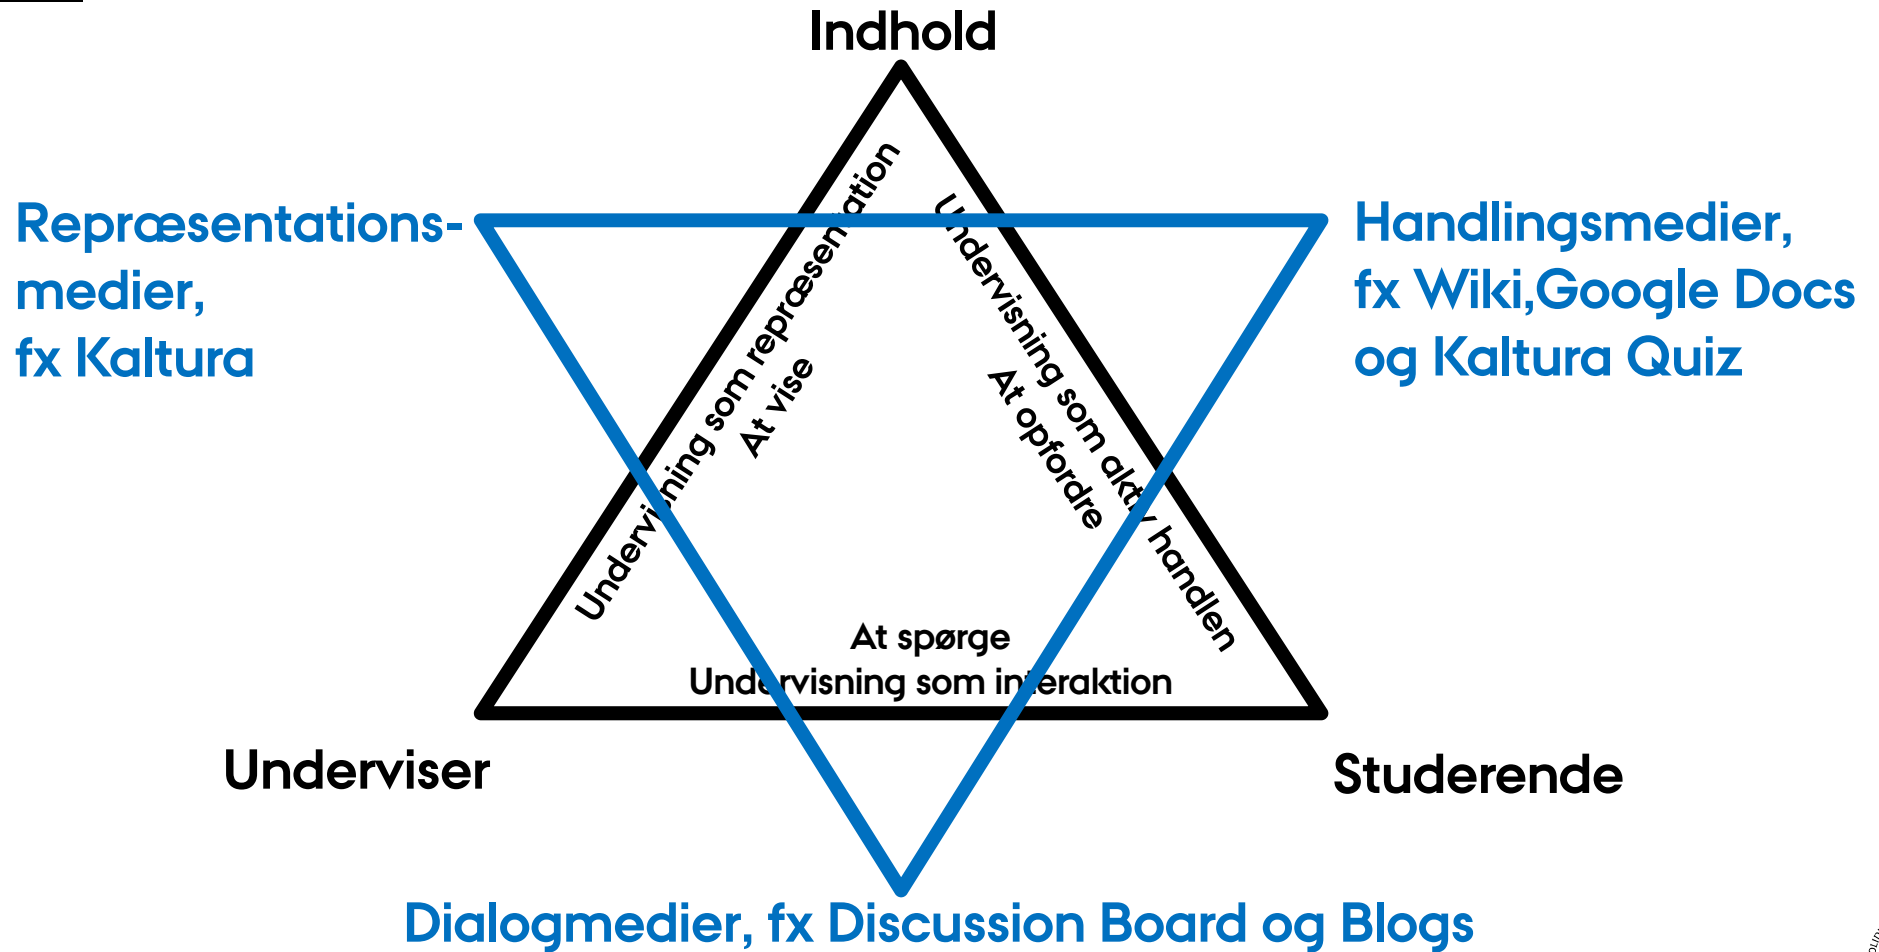 Indhold
Repræsentations-
medier,
fx Kaltura
Handlingsmedier,
fx Wiki,Google Docs
og Kaltura Quiz
Undervisning som repræsentation
At vise
Undervisning som aktiv handlen
At opfordre
At spørge
Undervisning som interaktion
Underviser
Studerende
Dialogmedier, fx Discussion Board og Blogs